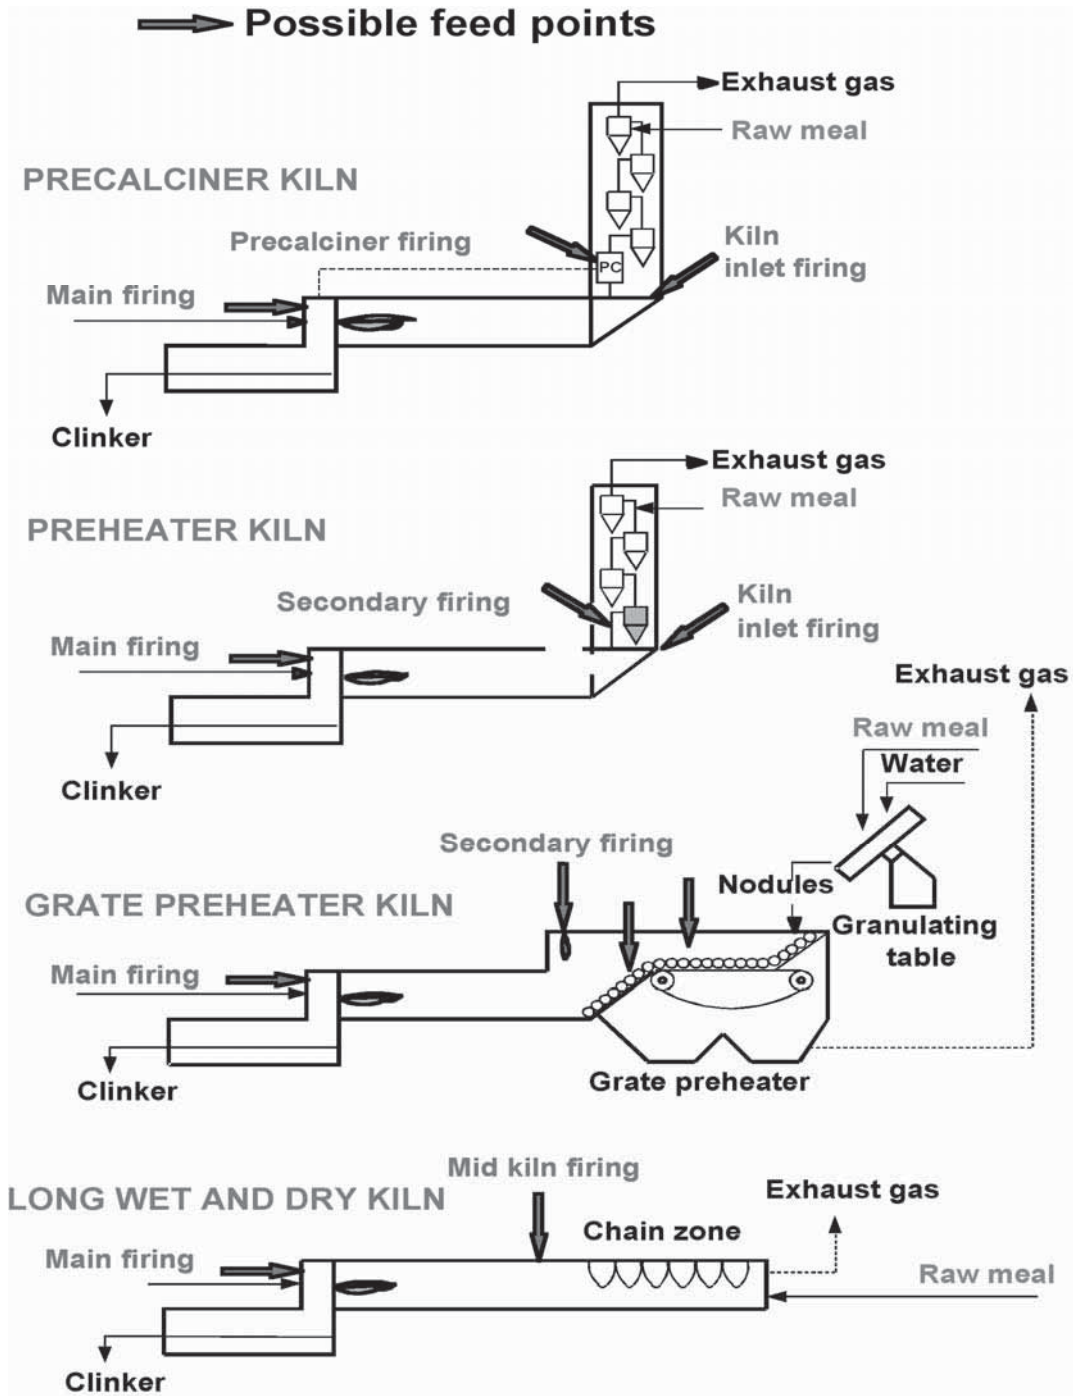 Possible feed points
Exhaust gas
Raw meal
PRECALCINER KILN
Precalciner firing
Kiln
inlet firing
PC
Main firing
Clinker
Exhaust gas
Raw meal
PREHEATER KILN
Secondary firing
Kiln
inlet firing
Main firing
Clinker
Exhaust gas
Raw meal
Water
Secondary firing
Nodules
GRATE PREHEATER KILN
Granulating
table
Main firing
Clinker
Grate preheater
Mid kiln firing
LONG WET AND DRY KILN
Exhaust gas
Chain zone
Main firing
Raw meal
Clinker